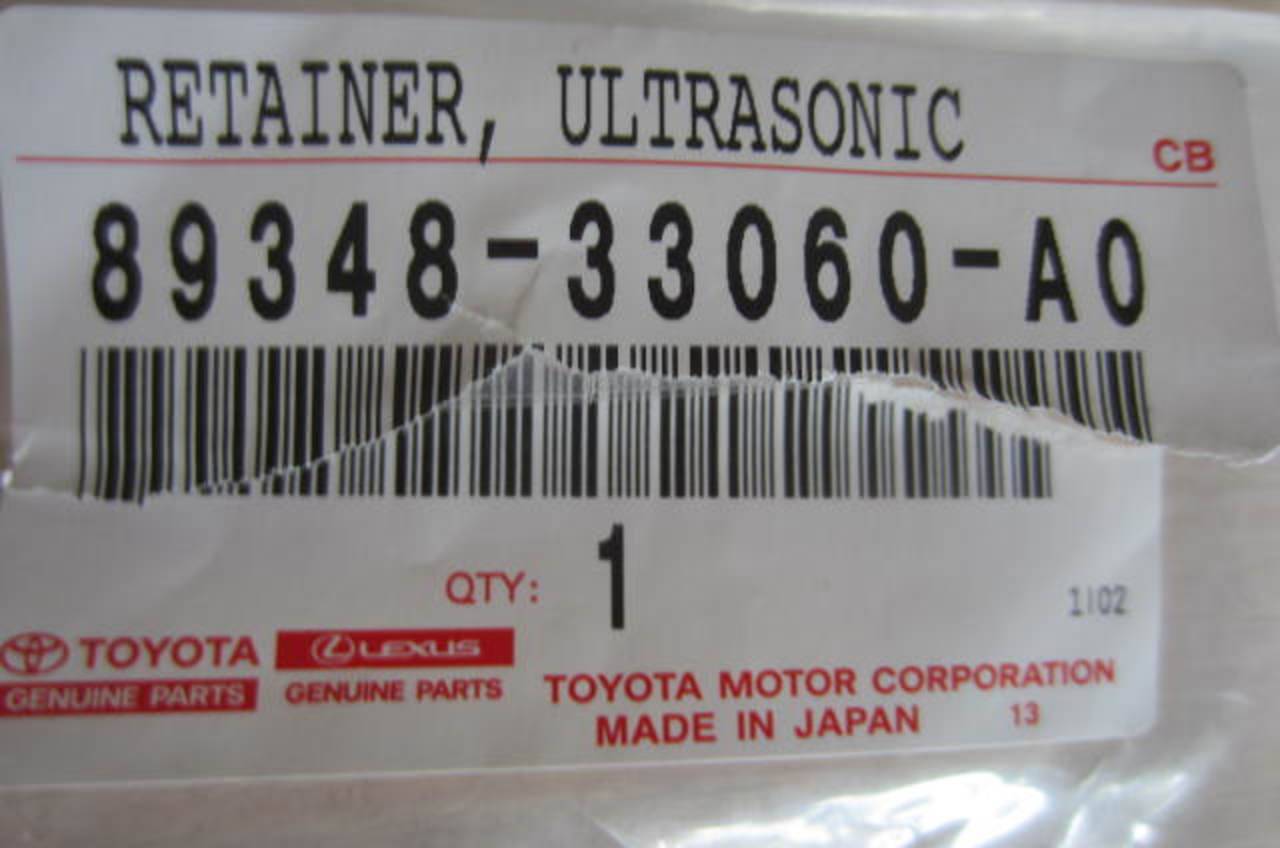 RETAINER, ULTRASONIC
CB
89348-33060-A0
QTY: 1
1102
TOYOTA
GENUINE PARTS
LEXUS
GENUINE PARTS
TOYOTA MOTOR CORPORATION
MADE IN JAPAN 13